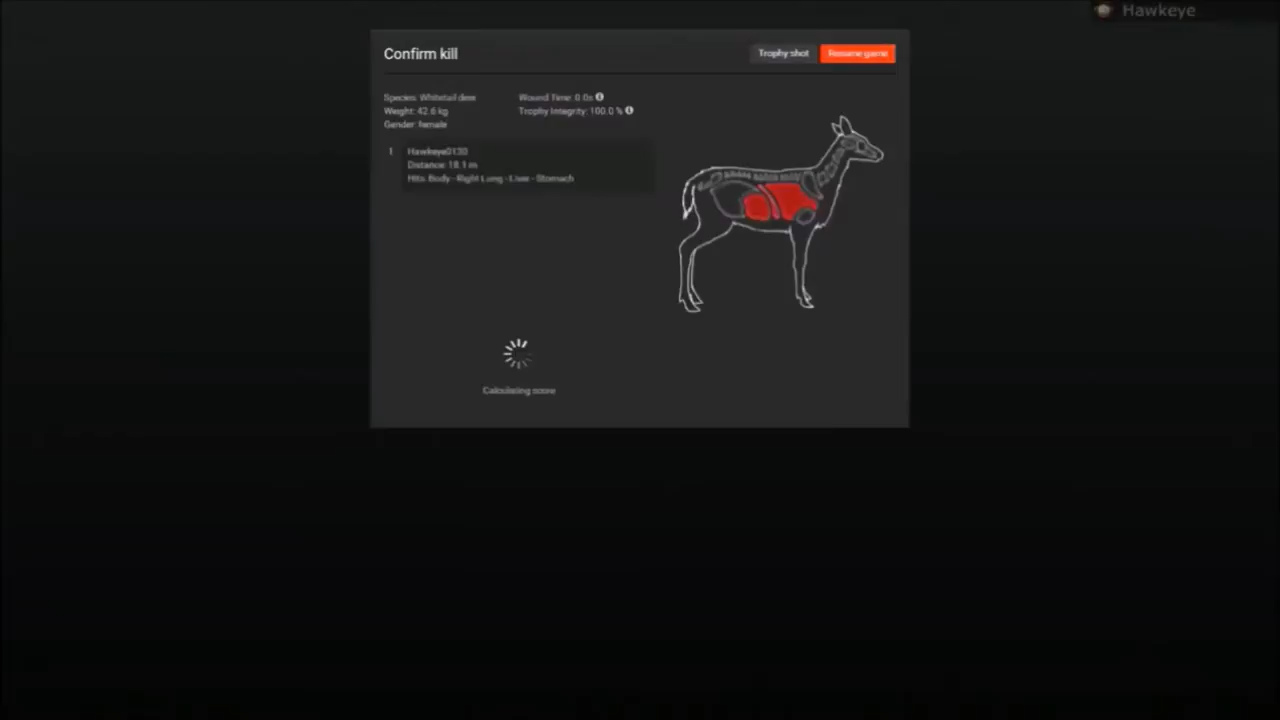 Hawkeye
Confirm kill
Trophy shot
Resume game
Species: Whitetail deer
Wound Time: 0.0s
Weight: 42.6 kg
Trophy Integrity: 100.0 %
Gender: female
1
Hawkeye0130
Distance: 18.1 m
Hits: Body - Right Lung - Liver - Stomach
Calculating score